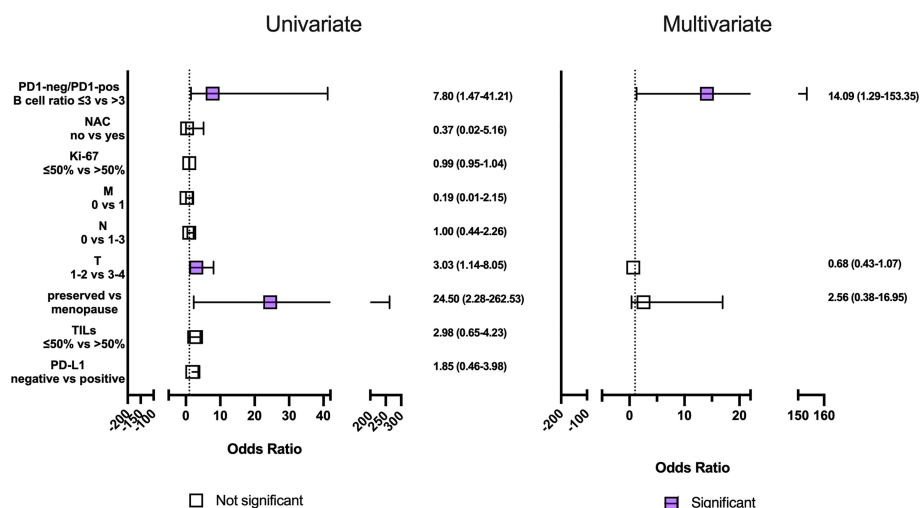 Univariate
Multivariate
PD1-neg/PD1-pos
B cell ratio ≤3 vs >3
7.80 (1.47-41.21)
14.09 (1.29-153.35)
NAC
no vs yes
0.37 (0.02-5.16)
Ki-67
≤50% vs >50%
0.99 (0.95-1.04)
M
0 vs 1
0.19 (0.01-2.15)
N
0 vs 1-3
1.00 (0.44-2.26)
T
1-2 vs 3-4
3.03 (1.14-8.05)
0.68 (0.43-1.07)
preserved vs
menopause
24.50 (2.28-262.53)
2.56 (0.38-16.95)
TILs
≤50% vs >50%
2.98 (0.65-4.23)
PD-L1
negative vs positive
1.85 (0.46-3.98)
-200 -150 -100 0 10 20 30 40 200 250 300
-200 -100 0 10 20 150 160
Odds Ratio
Odds Ratio
Not significant
Significant